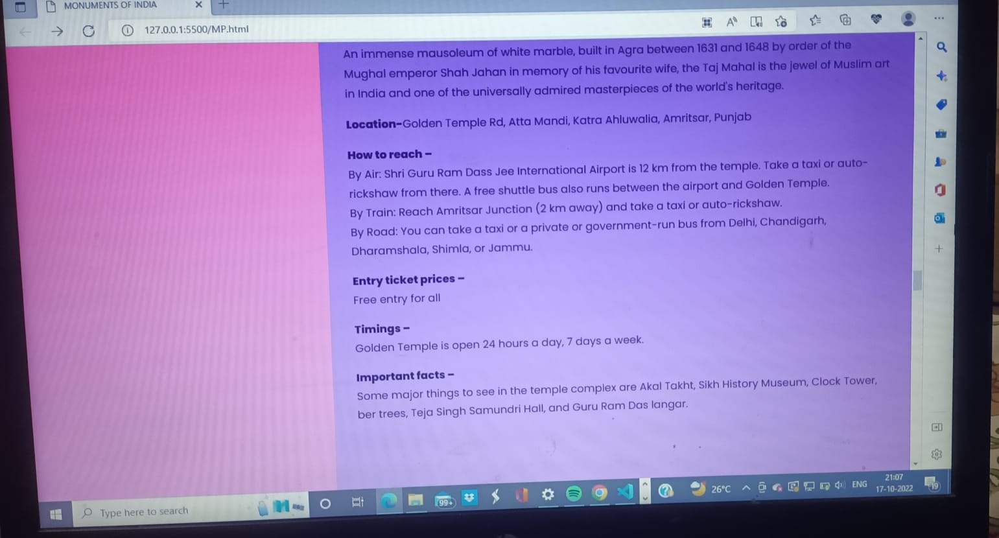 MONUMENTS OF INDIA
127.0.0.1:5500/MP.html
An immense mausoleum of white marble, built in Agra between 1631 and 1648 by order of the
Mughal emperor Shah Jahan in memory of his favourite wife, the Taj Mahal is the jewel of Muslim art
in India and one of the universally admired masterpieces of the world's heritage.
Location-Golden Temple Rd, Atta Mandi, Katra Ahluwalia, Amritsar, Punjab
How to reach -
By Air: Shri Guru Ram Dass Jee International Airport is 12 km from the temple. Take a taxi or auto-
rickshaw from there. A free shuttle bus also runs between the airport and Golden Temple.
By Train: Reach Amritsar Junction (2 km away) and take a taxi or auto-rickshaw.
By Road: You can take a taxi or a private or government-run bus from Delhi, Chandigarh,
Dharamshala, Shimla, or Jammu.
Entry ticket prices -
Free entry for all
Timings -
Golden Temple is open 24 hours a day, 7 days a week.
Important facts -
Some major things to see in the temple complex are Akal Takht, Sikh History Museum, Clock Tower,
ber trees, Teja Singh Samundri Hall, and Guru Ram Das langar.
Type here to search
99+
26°C
ENG
21:07
17-10-2022
19